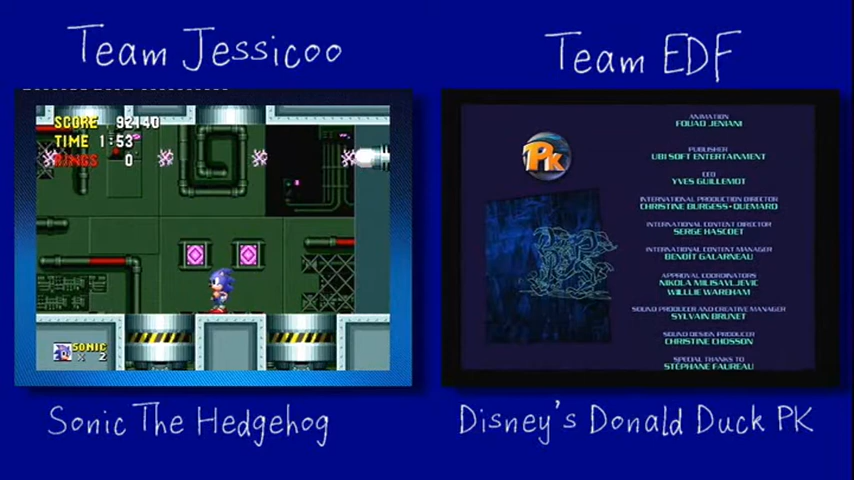 Team Jessicoo
Team EDF
SCORE 92140
TIME 1:53
RINGS 0
SONIC
x 2
PK
ANIMATION
FOUAD JENIANI
PUBLISHER
UBI SOFT ENTERTAINMENT
CEO
YVES GUILLEMOT
INTERNATIONAL PRODUCTION DIRECTOR
CHRISTINE BURGESS-QUEMARD
INTERNATIONAL CONTENT DIRECTOR
SERGE HASCOET
INTERNATIONAL CONTENT MANAGER
BENOÎT GALARNEAU
APPROVAL COORDINATORS
NIKOLA MILISAVLJEVIC
WILLLIE WAREHAM
SOUND PRODUCER AND CREATIVE MANAGER
SYLVAIN BRUNET
SOUND DESIGN PRODUCER
CHRISTINE CHOSSON
SPECIAL THANKS TO
STÉPHANE FAUREAU
Sonic The Hedgehog
Disney's Donald Duck PK